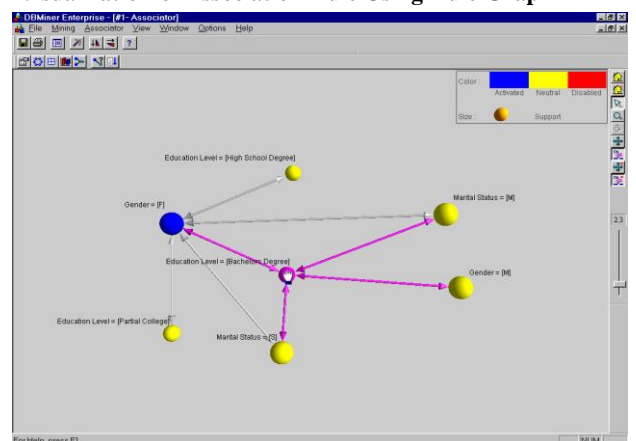 DBMiner Enterprise - [#1- Associator]
File Mining Associator View Window Options Help
Color :
Activated Neutral Disabled
Size : Support
Education Level = [High School Degree]
Marital Status = [M]
Gender = [F]
Education Level = [Bachelors Degree]
Gender = [M]
2.3
Education Level = [Partial College]
Marital Status = [S]
For Help, press F1
NUM